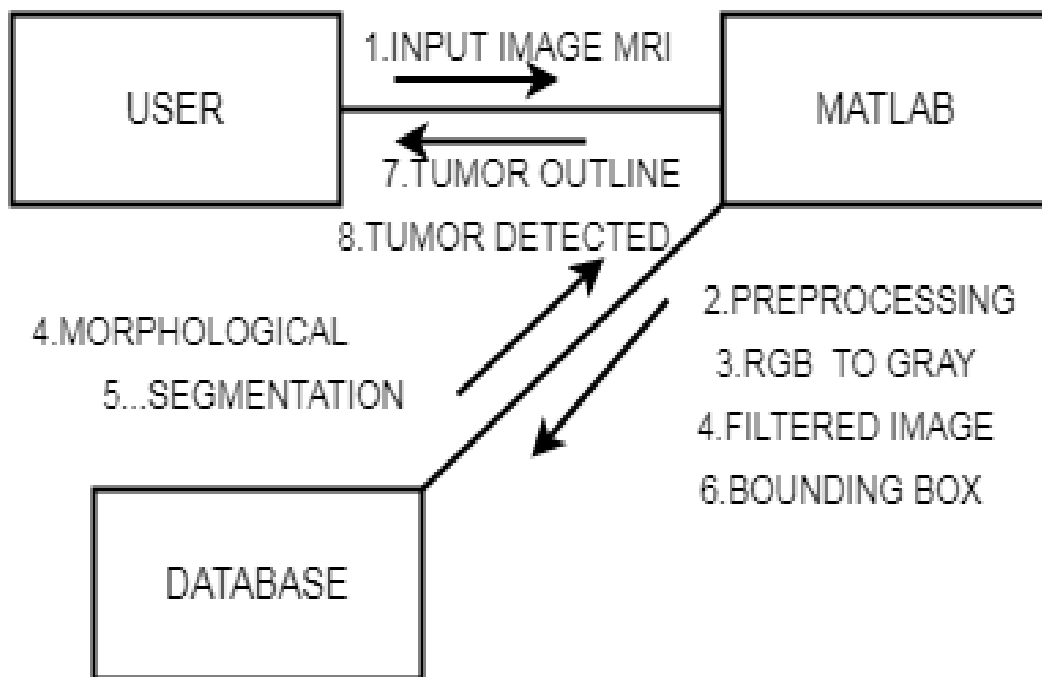 1.INPUT IMAGE MRI
USER
MATLAB
7.TUMOR OUTLINE
8.TUMOR DETECTED
2.PREPROCESSING
4.MORPHOLOGICAL
3.RGB TO GRAY
5...SEGMENTATION
4.FILTERED IMAGE
6.BOUNDING BOX
DATABASE